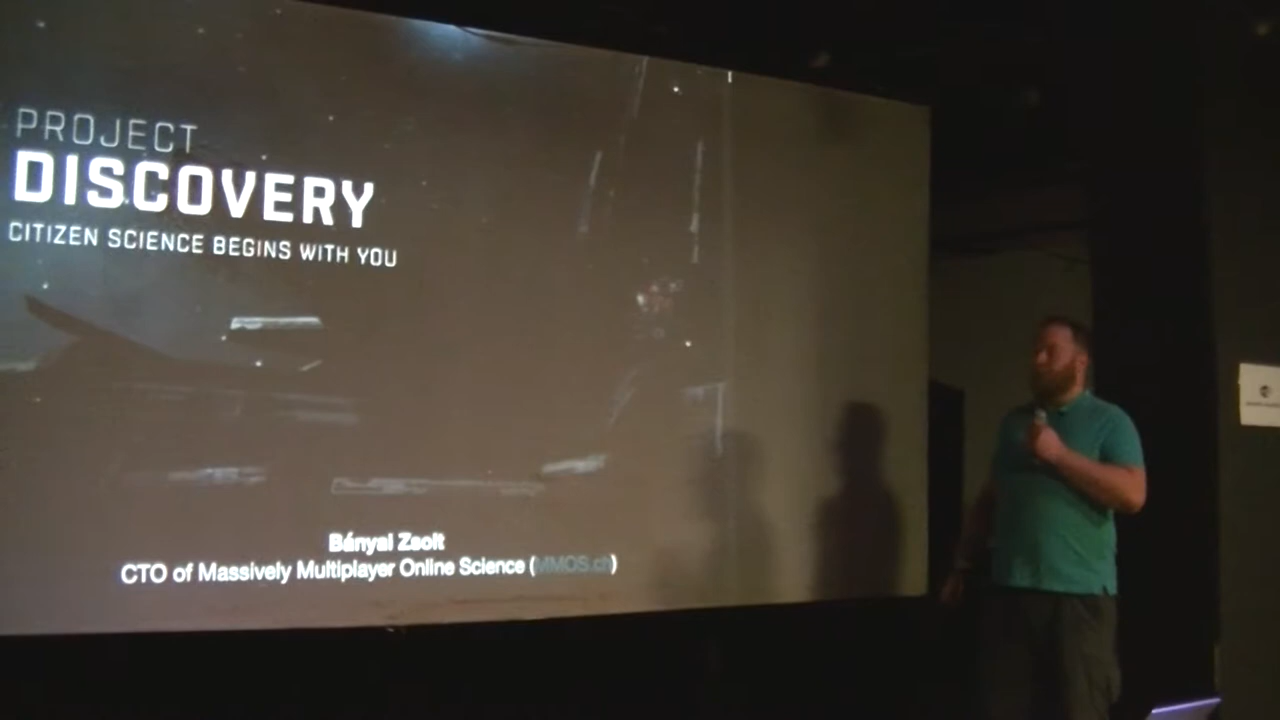 PROJECT
DISCOVERY
CITIZEN SCIENCE BEGINS WITH YOU
Bányai Zsolt
CTO of Massively Multiplayer Online Science (MMOS.ch)